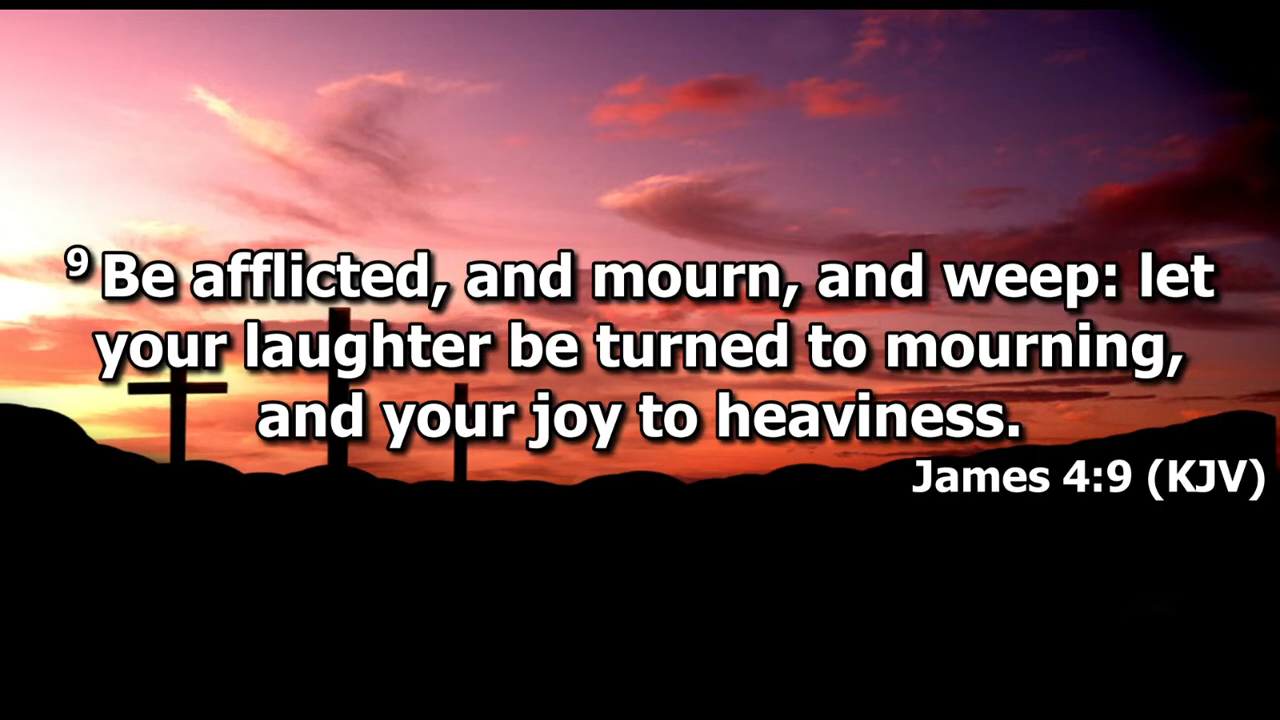 9 Be afflicted, and mourn, and weep: let
your laughter be turned to mourning,
and your joy to heaviness.
James 4:9 (KJV)